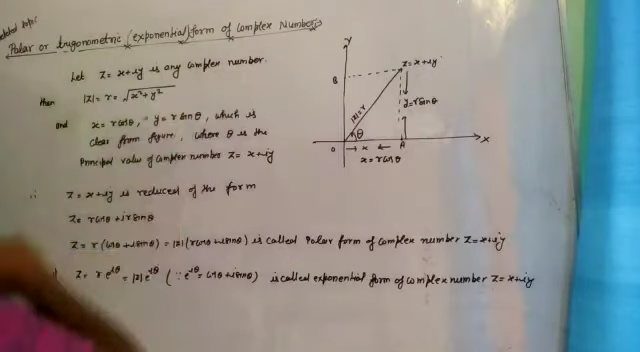 related topic
Polar or trigonometric (exponential) form of Complex Numbers
Let Z = x+iy is any complex number.
then |Z| = r = √x²+y²
and x = r cosθ, y = r sinθ, which is
clear from figure, where θ is the
Principal value of complex number Z = x+iy
∴ Z = x+iy is reduced of the form
Z = r cosθ + i r sinθ
Z = r (cosθ + i sinθ) = |Z| (r cosθ + i sinθ) is called Polar form of complex number Z = x+iy
Z = r e^iθ = |Z| e^iθ (∵ e^iθ = cosθ + i sinθ) is called exponential form of complex number Z = x+iy
Y
Z = x+iy
B
|Z| = r
y = r sinθ
θ
O
x
A
X
x = r cosθ